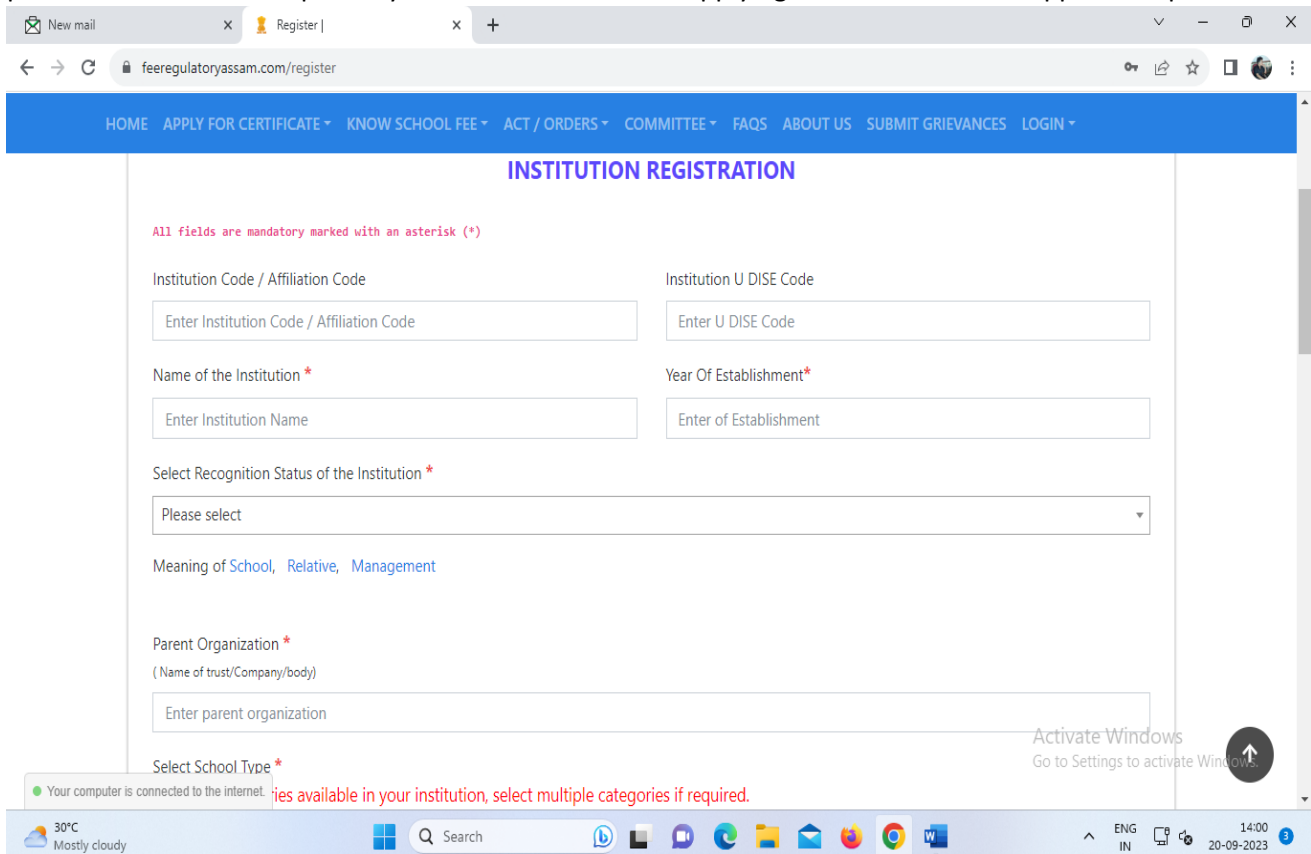 New mail
Register |
feeregulatoryassam.com/register
HOME APPLY FOR CERTIFICATE KNOW SCHOOL FEE ACT / ORDERS COMMITTEE FAQS ABOUT US SUBMIT GRIEVANCES LOGIN
INSTITUTION REGISTRATION
All fields are mandatory marked with an asterisk (*)
Institution Code / Affiliation Code Institution U DISE Code
Enter Institution Code / Affiliation Code Enter U DISE Code
Name of the Institution * Year Of Establishment*
Enter Institution Name Enter of Establishment
Select Recognition Status of the Institution *
Please select
Meaning of School, Relative, Management
Parent Organization *
( Name of trust/Company/body)
Enter parent organization
Activate Windows
Select School Type * Go to Settings to activate Windows.
Your computer is connected to the internet. ries available in your institution, select multiple categories if required.
30°C Search ENG 14:00
Mostly cloudy IN 20-09-2023 3